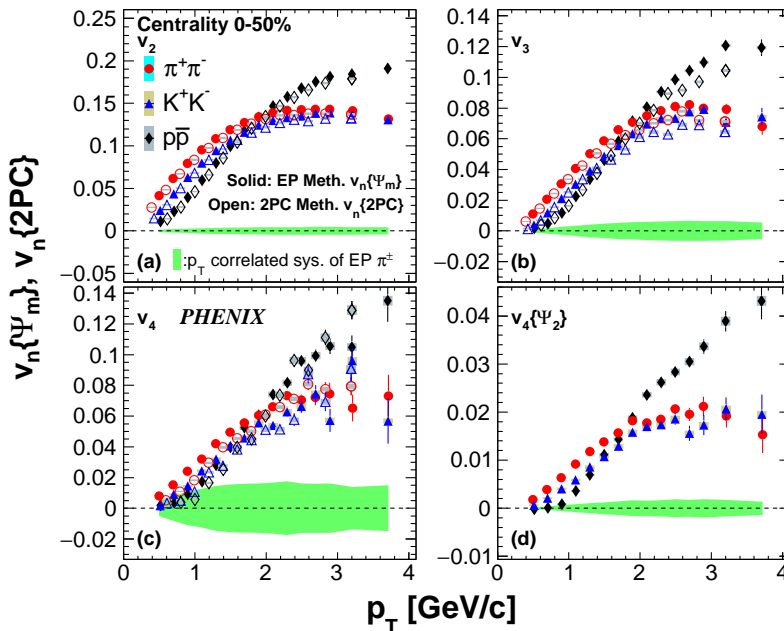 Centrality 0-50%
v2
π+π-
K+K-
pp̅
Solid: EP Meth. vn{Ψm}
Open: 2PC Meth. vn{2PC}
(a)
:pT correlated sys. of EP π±
0.2
0.15
0.1
0.05
0
−0.05
v3
(b)
0.12
0.1
0.08
0.06
0.04
0.02
0
−0.02
v4
PHENIX
(c)
0.14
0.12
0.1
0.08
0.06
0.04
0.02
0
−0.02
v4{Ψ2}
(d)
0.04
0.03
0.02
0.01
0
−0.01
0 1 2 3 4
0 1 2 3 4
vn{Ψm}, vn{2PC}
pT [GeV/c]